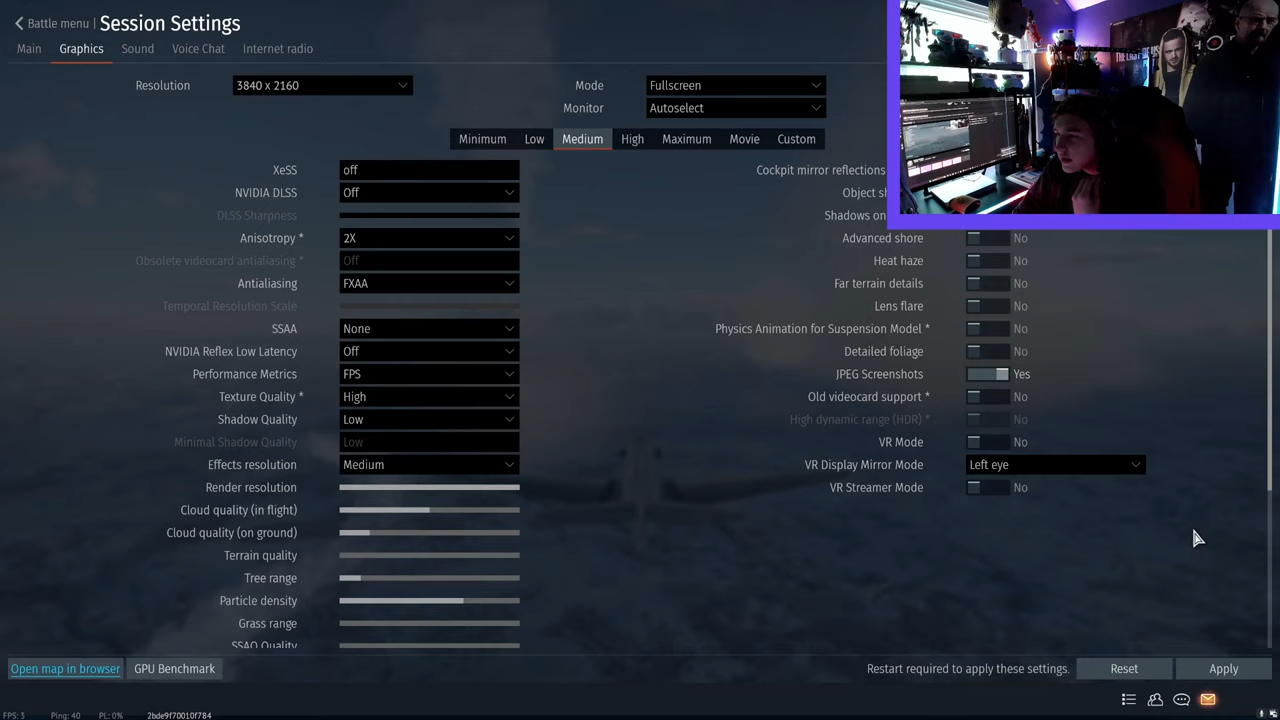 Battle menu | Session Settings
Main Graphics Sound Voice Chat Internet radio
Resolution 3840 x 2160 Mode Fullscreen
Monitor Autoselect
Minimum Low Medium High Maximum Movie Custom
XeSS off Cockpit mirror reflections
NVIDIA DLSS Off Object sh
DLSS Sharpness Shadows on
Anisotropy * 2X Advanced shore No
Obsolete videocard antialiasing * Off Heat haze No
Antialiasing FXAA Far terrain details No
Temporal Resolution Scale Lens flare No
SSAA None Physics Animation for Suspension Model * No
NVIDIA Reflex Low Latency Off Detailed foliage No
Performance Metrics FPS JPEG Screenshots Yes
Texture Quality * High Old videocard support * No
Shadow Quality Low High dynamic range (HDR) * No
Minimal Shadow Quality Low VR Mode No
Effects resolution Medium VR Display Mirror Mode Left eye
Render resolution VR Streamer Mode No
Cloud quality (in flight)
Cloud quality (on ground)
Terrain quality
Tree range
Particle density
Grass range
SSAO Quality
Open map in browser GPU Benchmark Restart required to apply these settings. Reset Apply
FPS: 3 Ping: 40 PL: 0% 2bde9f70010f784